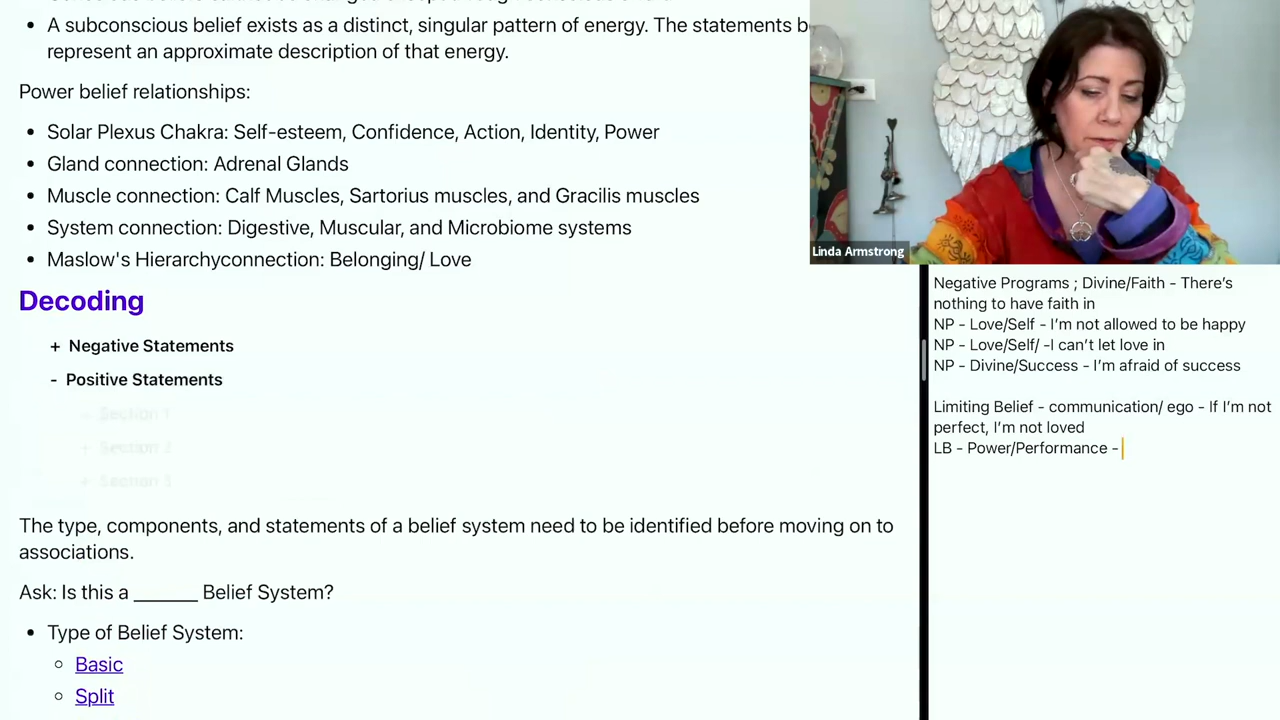 A subconscious belief exists as a distinct, singular pattern of energy. The statements
represent an approximate description of that energy.
Power belief relationships:
Solar Plexus Chakra: Self-esteem, Confidence, Action, Identity, Power
Gland connection: Adrenal Glands
Muscle connection: Calf Muscles, Sartorius muscles, and Gracilis muscles
System connection: Digestive, Muscular, and Microbiome systems
Maslow's Hierarchyconnection: Belonging/ Love
Decoding
+ Negative Statements
- Positive Statements
- Section 1
+ Section 2
+ Section 3
The type, components, and statements of a belief system need to be identified before moving on to
associations.
Ask: Is this a _______ Belief System?
Type of Belief System:
Basic
Split
Linda Armstrong
Negative Programs ; Divine/Faith - There's
nothing to have faith in
NP - Love/Self - I'm not allowed to be happy
NP - Love/Self/ -I can't let love in
NP - Divine/Success - I'm afraid of success
Limiting Belief - communication/ ego - If I'm not
perfect, I'm not loved
LB - Power/Performance -